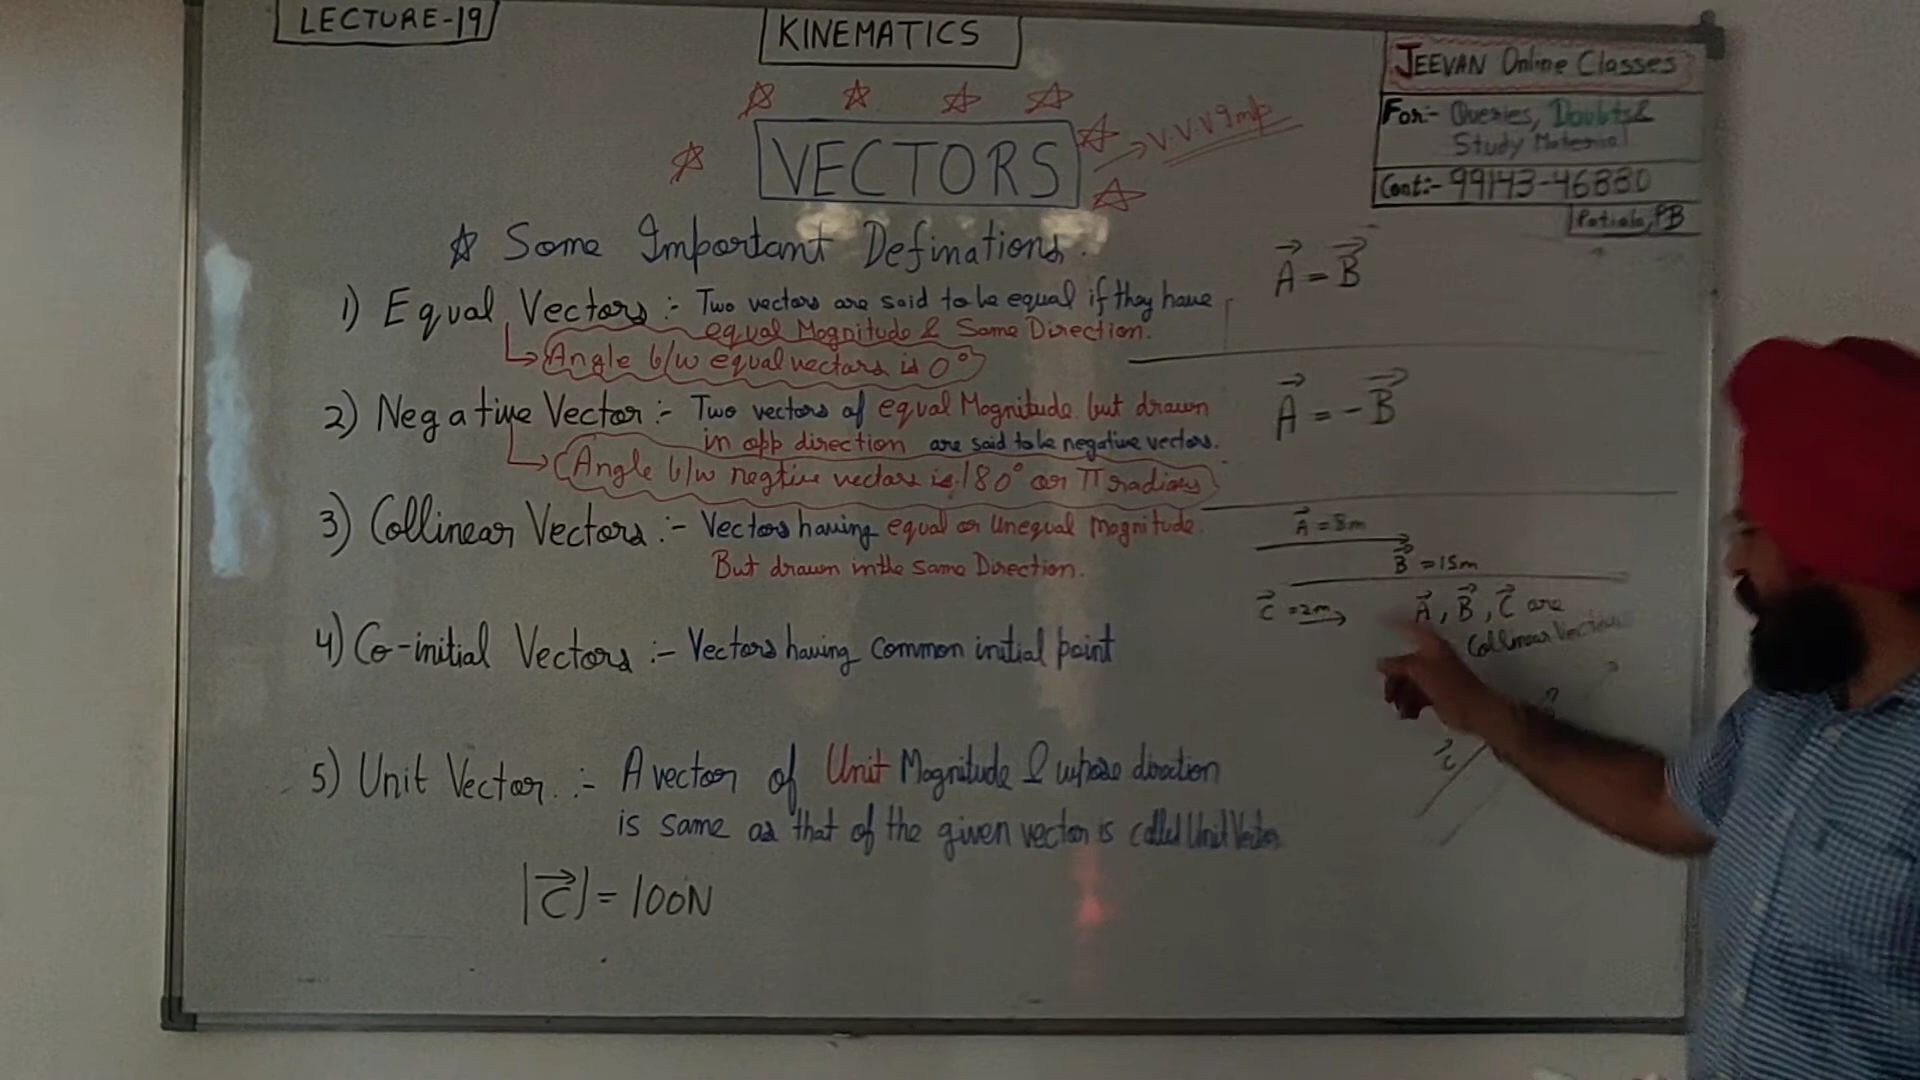 LECTURE-19
KINEMATICS
JEEVAN Online Classes
For:- Queries, Doubts &
Study Material
Cont:- 99143-46880
Patiala, PB
VECTORS
V.V.V Imp
Some Important Definations.
A = B
1) Equal Vectors :- Two vectors are said to be equal if they have
equal Magnitude & Same Direction.
Angle b/w equal vectors is 0°
A = -B
2) Negative Vector :- Two vectors of equal Magnitude but drawn
in opp direction are said to be negative vectors.
Angle b/w negtive vectors is 180° or π radians
3) Collinear Vectors :- Vectors having equal or Unequal Magnitude.
But drawn in the same Direction.
A = 8m
B = 15m
C = 2m
A, B, C are
Collinear Vectors
4) Co-initial Vectors :- Vectors having common initial point
5) Unit Vector :- A vector of Unit Magnitude & whose direction
is same as that of the given vector is called Unit Vector
|C| = 100N